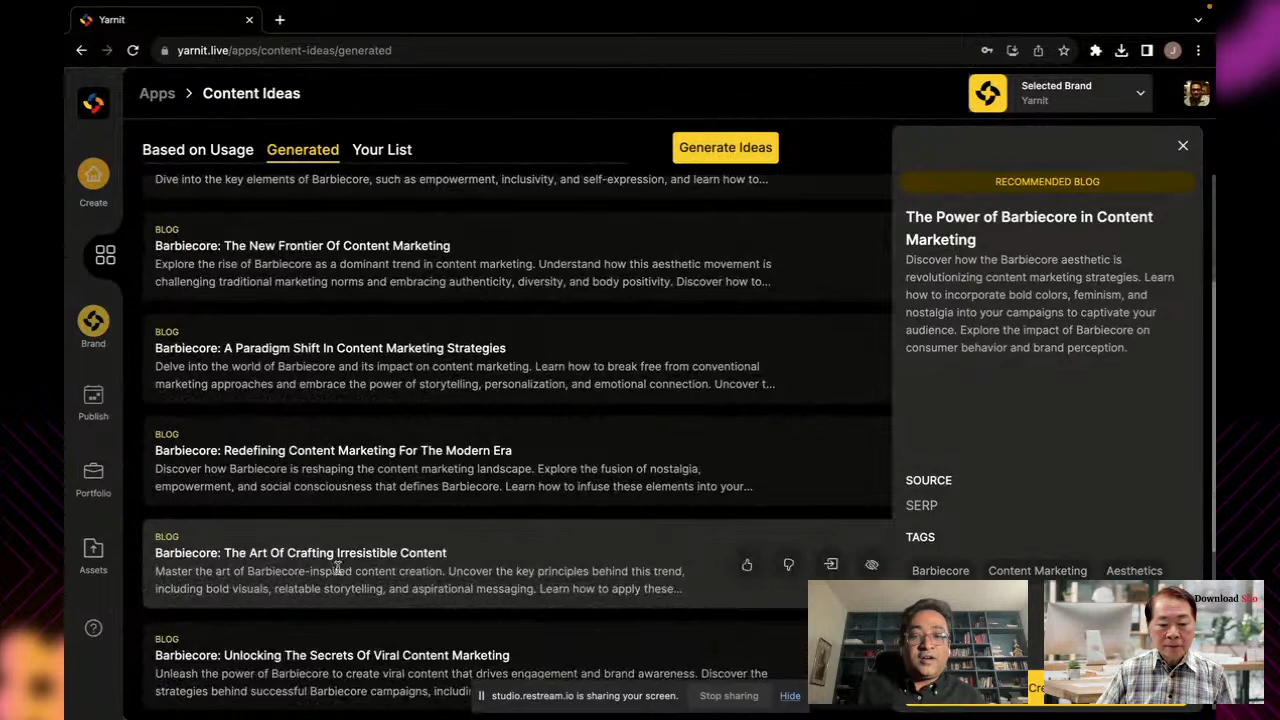 Yarnit
yarnit.live/apps/content-ideas/generated
J
Apps > Content Ideas
Selected Brand
Yarnit
Based on Usage
Generated
Your List
Generate Ideas
Create
Brand
Publish
Portfolio
Assets
Dive into the key elements of Barbiecore, such as empowerment, inclusivity, and self-expression, and learn how to...
BLOG
Barbiecore: The New Frontier Of Content Marketing
Explore the rise of Barbiecore as a dominant trend in content marketing. Understand how this aesthetic movement is
challenging traditional marketing norms and embracing authenticity, diversity, and body positivity. Discover how to...
BLOG
Barbiecore: A Paradigm Shift In Content Marketing Strategies
Delve into the world of Barbiecore and its impact on content marketing. Learn how to break free from conventional
marketing approaches and embrace the power of storytelling, personalization, and emotional connection. Uncover t...
BLOG
Barbiecore: Redefining Content Marketing For The Modern Era
Discover how Barbiecore is reshaping the content marketing landscape. Explore the fusion of nostalgia,
empowerment, and social consciousness that defines Barbiecore. Learn how to infuse these elements into your...
BLOG
Barbiecore: The Art Of Crafting Irresistible Content
Master the art of Barbiecore-inspired content creation. Uncover the key principles behind this trend,
including bold visuals, relatable storytelling, and aspirational messaging. Learn how to apply these...
BLOG
Barbiecore: Unlocking The Secrets Of Viral Content Marketing
Unleash the power of Barbiecore to create viral content that drives engagement and brand awareness. Discover the
strategies behind successful Barbiecore campaigns,
RECOMMENDED BLOG
The Power of Barbiecore in Content
Marketing
Discover how the Barbiecore aesthetic is
revolutionizing content marketing strategies. Learn
how to incorporate bold colors, feminism, and
nostalgia into your campaigns to captivate your
audience. Explore the impact of Barbiecore on
consumer behavior and brand perception.
SOURCE
SERP
TAGS
Barbiecore
Content Marketing
Aesthetics
studio.restream.io is sharing your screen.
Stop sharing
Hide
Download